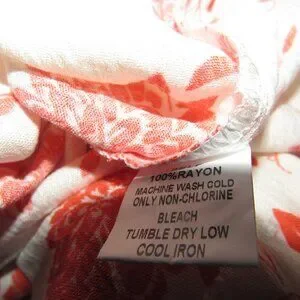 100%RAYON
MACHINE WASH COLD
ONLY NON-CHLORINE
BLEACH
TUMBLE DRY LOW
COOL IRON